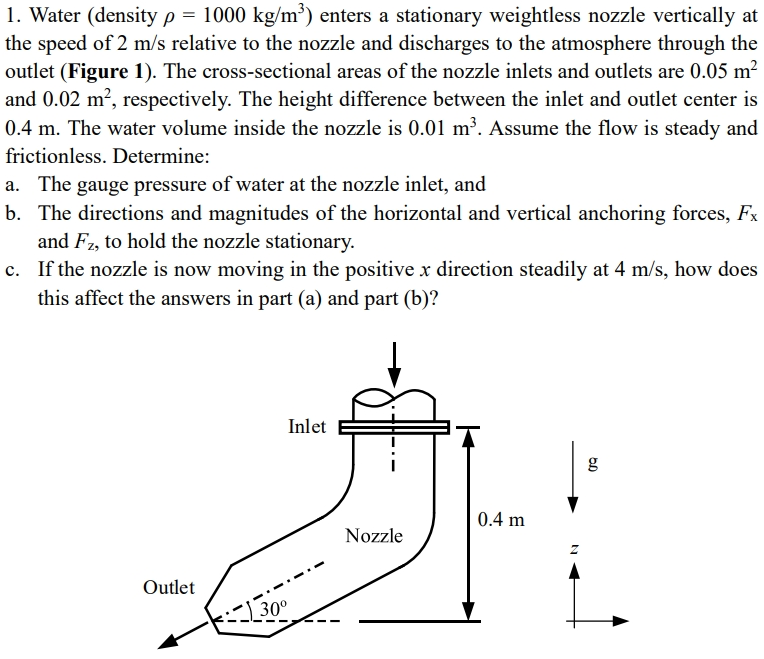 1. Water (density ρ = 1000 kg/m³) enters a stationary weightless nozzle vertically at
the speed of 2 m/s relative to the nozzle and discharges to the atmosphere through the
outlet (Figure 1). The cross-sectional areas of the nozzle inlets and outlets are 0.05 m²
and 0.02 m², respectively. The height difference between the inlet and outlet center is
0.4 m. The water volume inside the nozzle is 0.01 m³. Assume the flow is steady and
frictionless. Determine:
a. The gauge pressure of water at the nozzle inlet, and
b. The directions and magnitudes of the horizontal and vertical anchoring forces, Fx
and Fz, to hold the nozzle stationary.
c. If the nozzle is now moving in the positive x direction steadily at 4 m/s, how does
this affect the answers in part (a) and part (b)?
Inlet
g
0.4 m
Nozzle
z
Outlet
30°